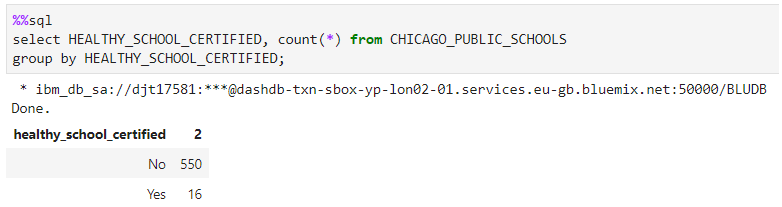 %%sql
select HEALTHY_SCHOOL_CERTIFIED, count(*) from CHICAGO_PUBLIC_SCHOOLS
group by HEALTHY_SCHOOL_CERTIFIED;
* ibm_db_sa://djt17581:***@dashdb-txn-sbox-yp-lon02-01.services.eu-gb.bluemix.net:50000/BLUDB
Done.
healthy_school_certified 2
No 550
Yes 16